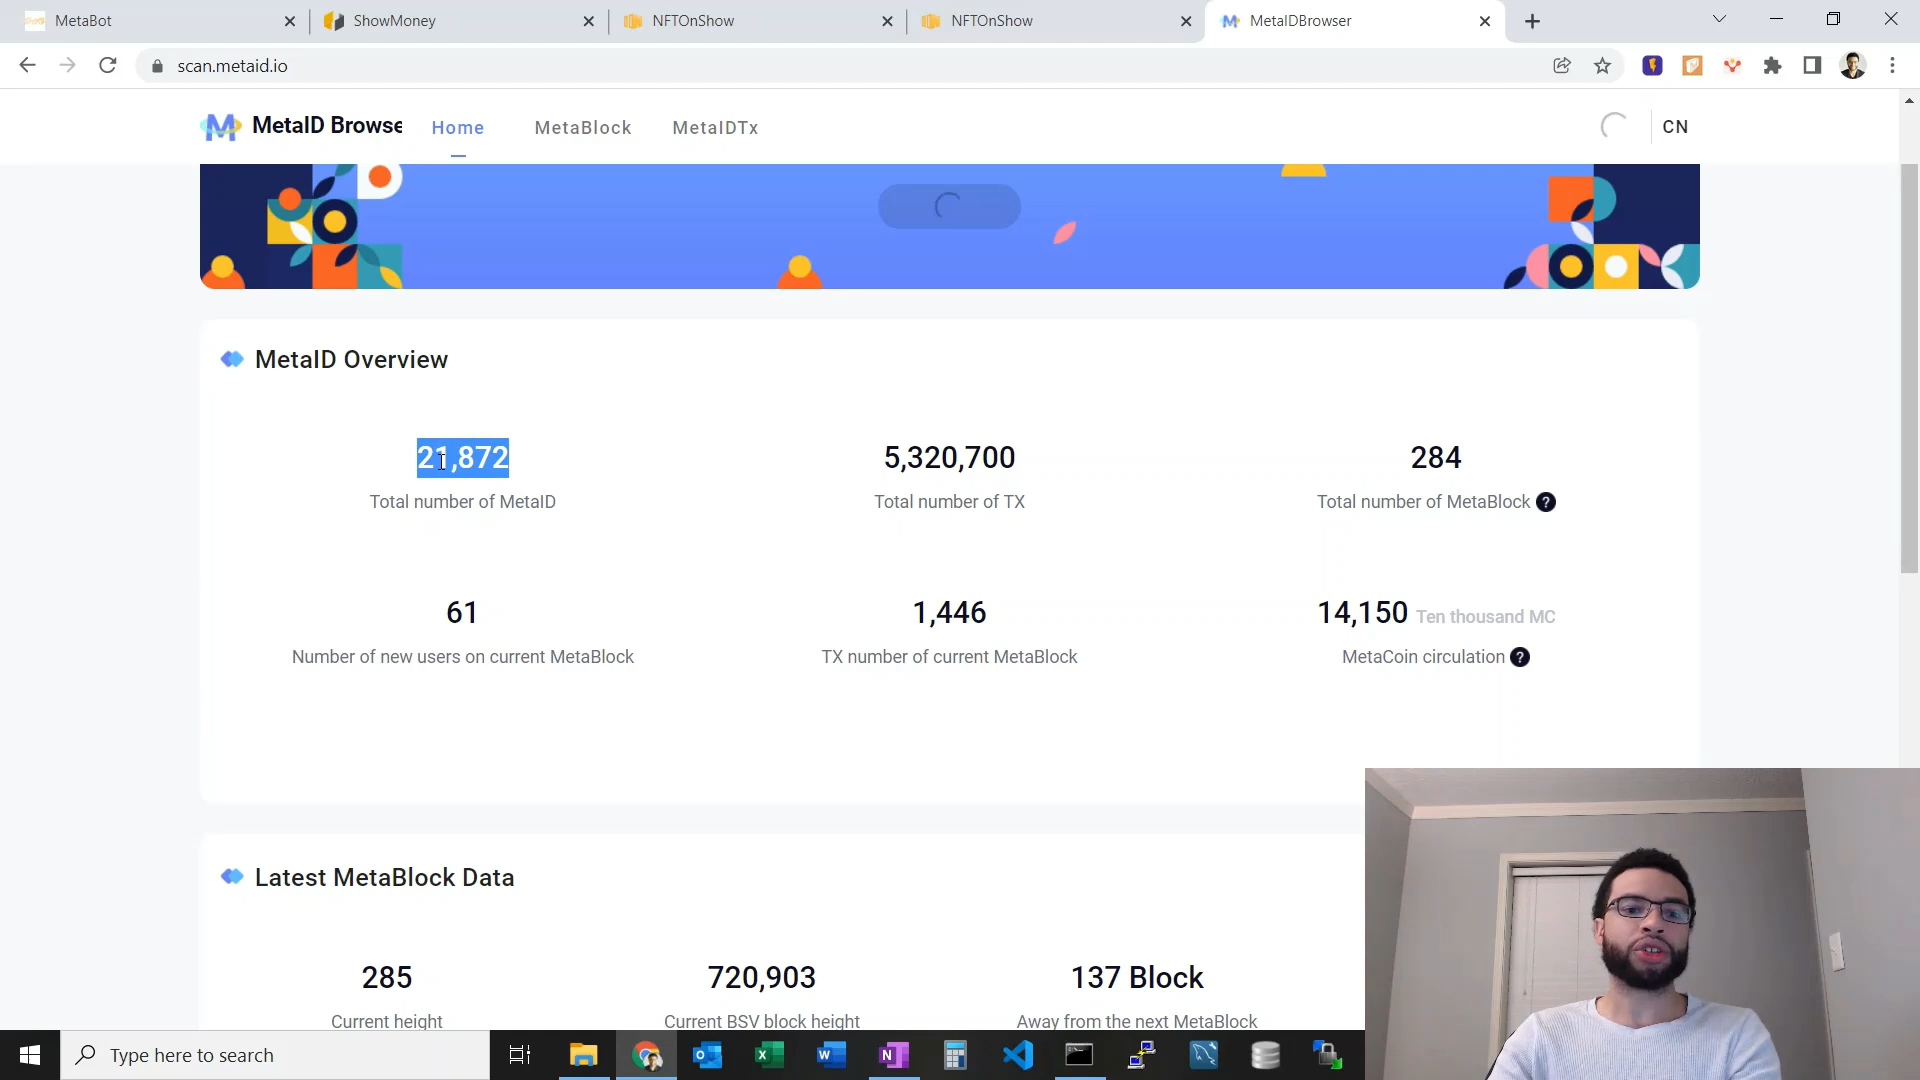 MetaBot
ShowMoney
NFTOnShow
NFTOnShow
MetaIDBrowser
scan.metaid.io
MetaID Browse
Home
MetaBlock
MetaIDTx
CN
MetaID Overview
21,872
5,320,700
284
Total number of MetaID
Total number of TX
Total number of MetaBlock ?
61
1,446
14,150 Ten thousand MC
Number of new users on current MetaBlock
TX number of current MetaBlock
MetaCoin circulation ?
Latest MetaBlock Data
285
720,903
137 Block
Current height
Current BSV block height
Away from the next MetaBlock
Type here to search